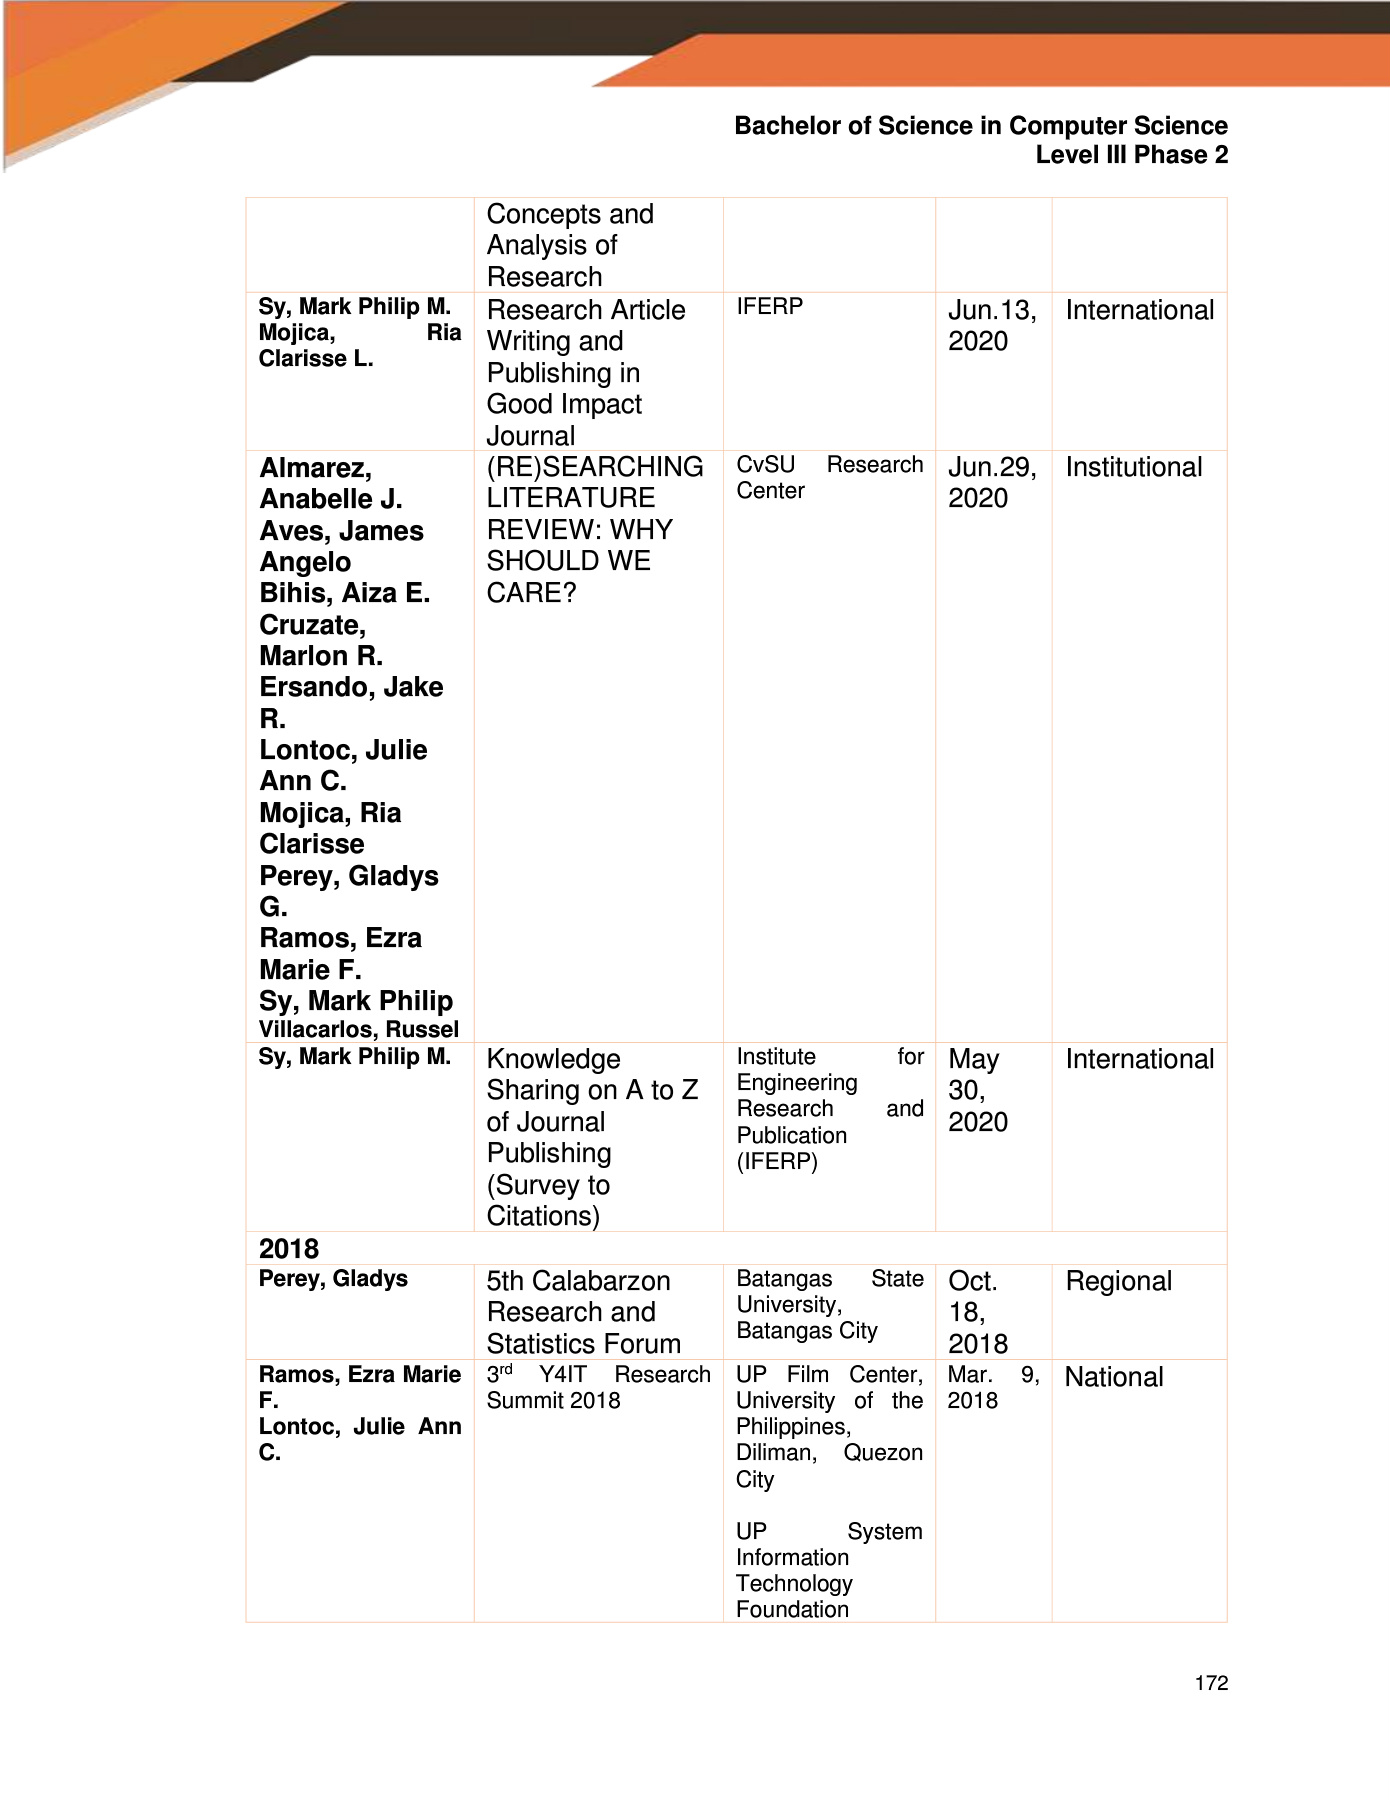 Bachelor of Science in Computer Science
Level III Phase 2
Concepts and
Analysis of
Research
Sy, Mark Philip M.
Mojica, Ria
Clarisse L.
Research Article
Writing and
Publishing in
Good Impact
Journal
IFERP
Jun.13,
2020
International
Almarez,
Anabelle J.
Aves, James
Angelo
Bihis, Aiza E.
Cruzate,
Marlon R.
Ersando, Jake
R.
Lontoc, Julie
Ann C.
Mojica, Ria
Clarisse
Perey, Gladys
G.
Ramos, Ezra
Marie F.
Sy, Mark Philip
Villacarlos, Russel
(RE)SEARCHING
LITERATURE
REVIEW: WHY
SHOULD WE
CARE?
CvSU Research
Center
Jun.29,
2020
Institutional
Sy, Mark Philip M.
Knowledge
Sharing on A to Z
of Journal
Publishing
(Survey to
Citations)
Institute for
Engineering
Research and
Publication
(IFERP)
May
30,
2020
International
2018
Perey, Gladys
5th Calabarzon
Research and
Statistics Forum
Batangas State
University,
Batangas City
Oct.
18,
2018
Regional
Ramos, Ezra Marie
F.
Lontoc, Julie Ann
C.
3rd Y4IT Research
Summit 2018
UP Film Center,
University of the
Philippines,
Diliman, Quezon
City
UP System
Information
Technology
Foundation
Mar. 9,
2018
National
172